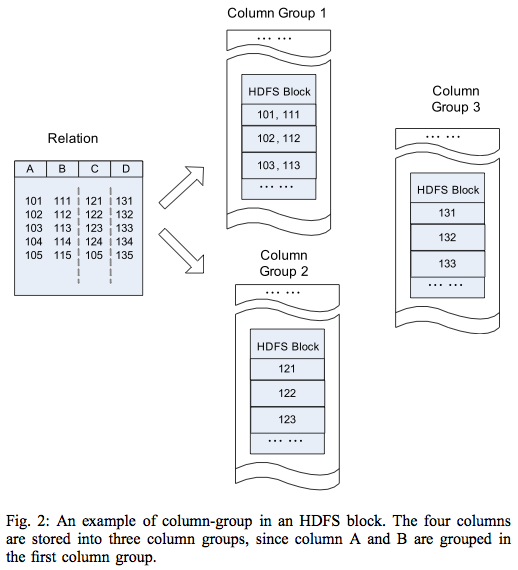 Column Group 1
... ...
HDFS Block
101, 111
102, 112
103, 113
... ...
Relation
A B C D
101 111 121 131
102 112 122 132
103 113 123 133
104 114 124 134
105 115 105 135
Column
Group 2
... ...
HDFS Block
121
122
123
... ...
Column
Group 3
... ...
HDFS Block
131
132
133
... ...
Fig. 2: An example of column-group in an HDFS block. The four columns
are stored into three column groups, since column A and B are grouped in
the first column group.